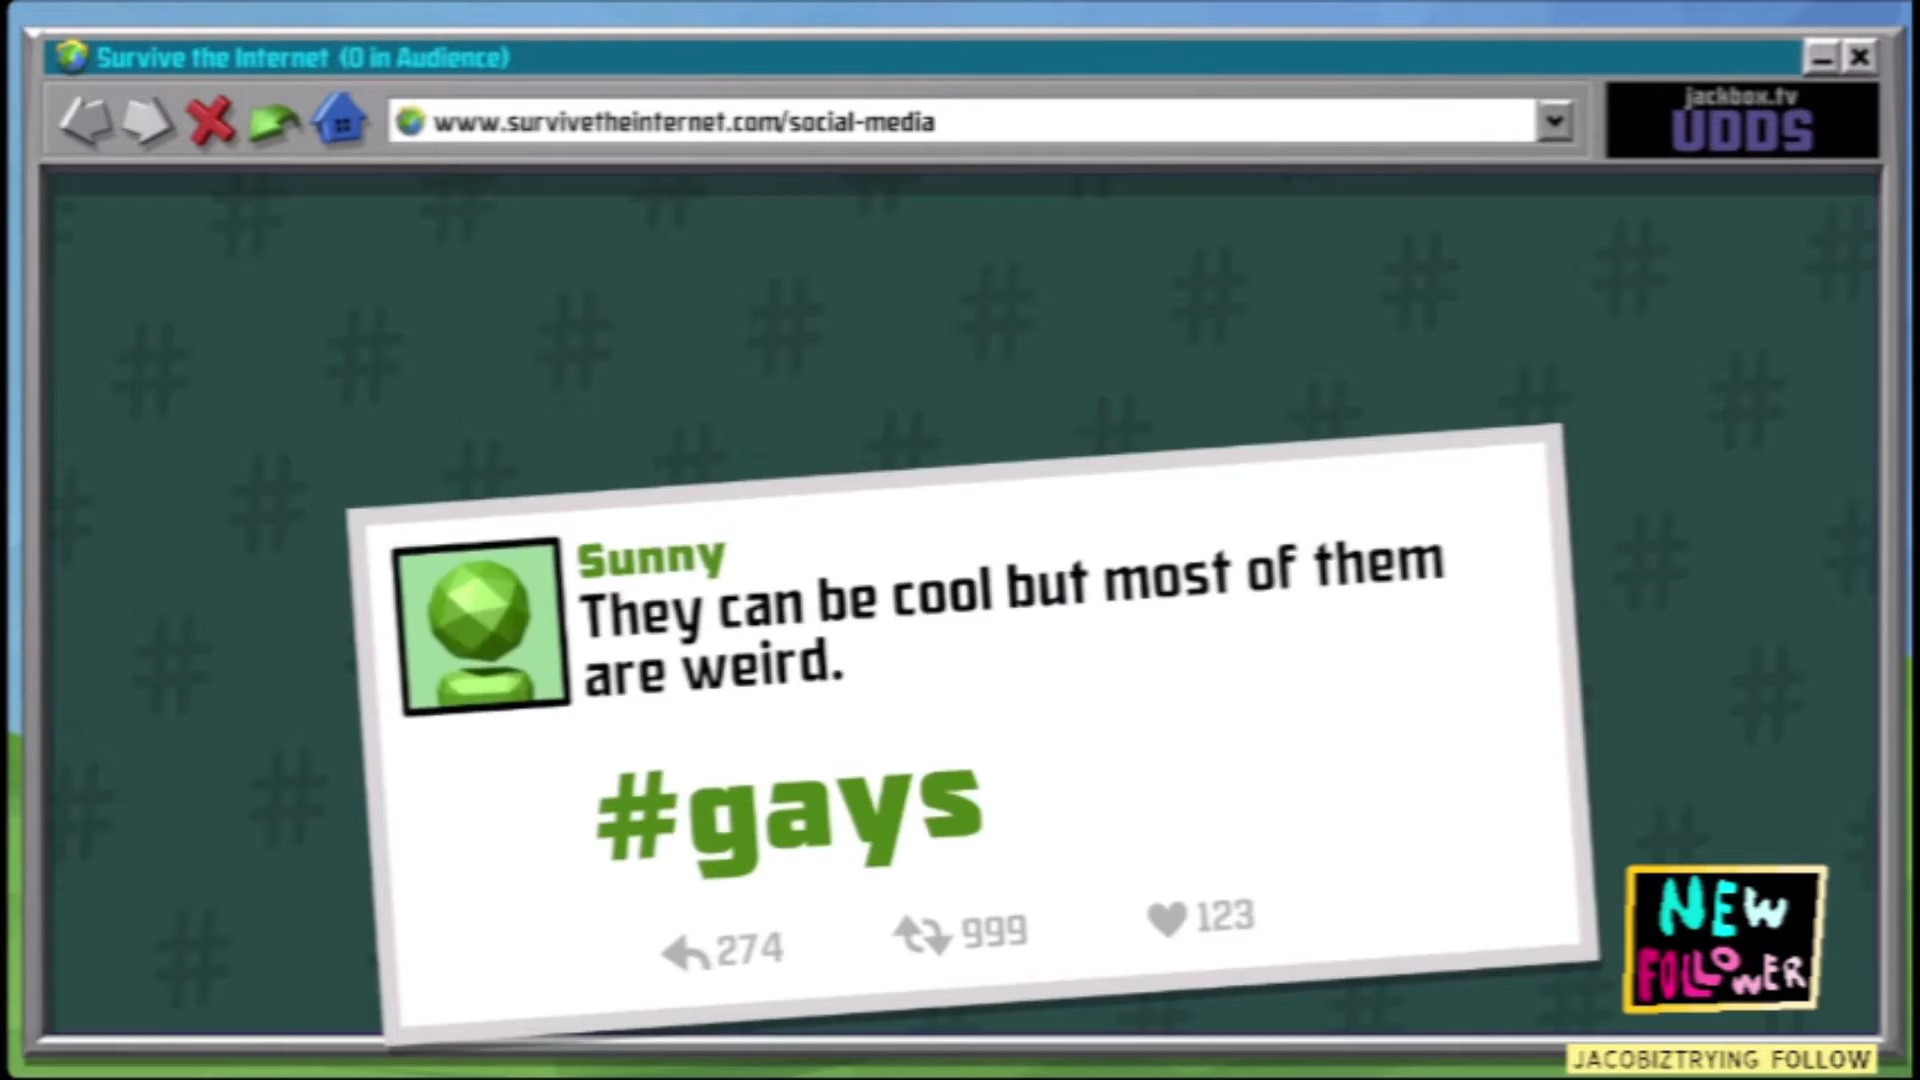 Survive the Internet (0 in Audience)
www.survivetheinternet.com/social-media
jackbox.tv
UDDS
Sunny
They can be cool but most of them
are weird.
#gays
274 999 123
NEW
FOLLOWER
JACOBIZTRYING FOLLOW